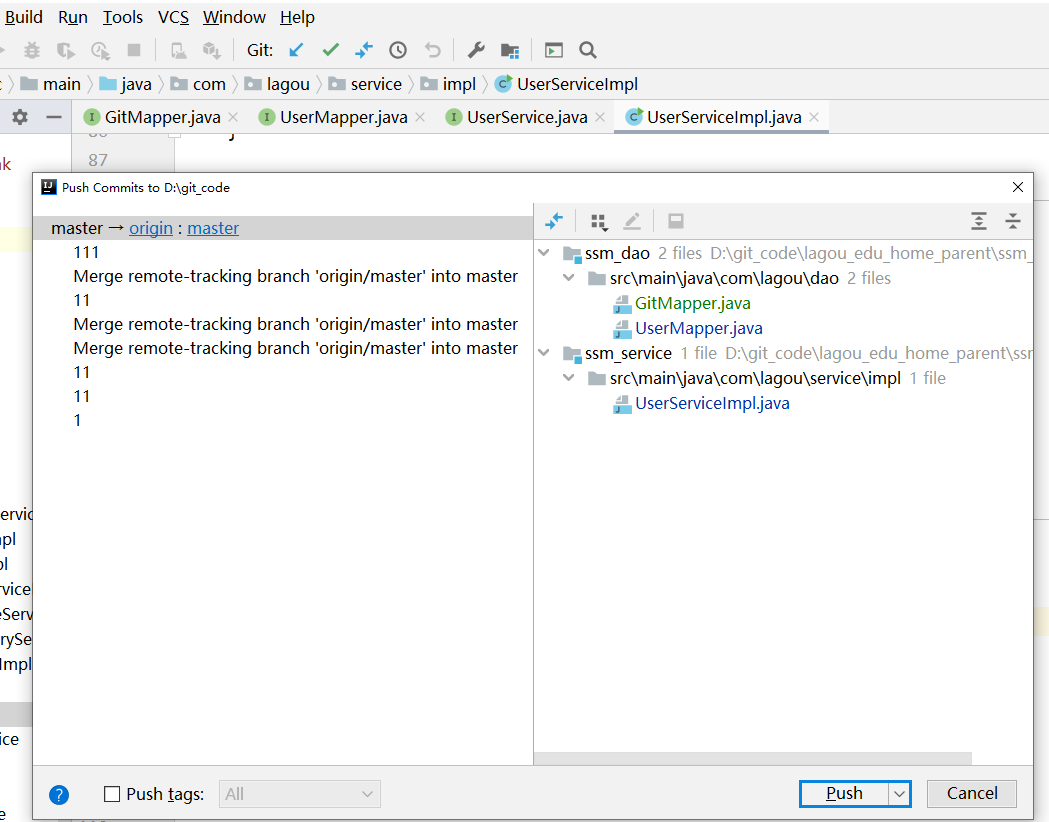 Build Run Tools VCS Window Help
Git:
main java com lagou service impl UserServiceImpl
GitMapper.java UserMapper.java UserService.java UserServiceImpl.java
87
Push Commits to D:\git_code
master → origin : master
111
Merge remote-tracking branch 'origin/master' into master
11
Merge remote-tracking branch 'origin/master' into master
Merge remote-tracking branch 'origin/master' into master
11
11
1
ssm_dao 2 files D:\git_code\lagou_edu_home_parent\ssm_
src\main\java\com\lagou\dao 2 files
GitMapper.java
UserMapper.java
ssm_service 1 file D:\git_code\lagou_edu_home_parent\ssr
src\main\java\com\lagou\service\impl 1 file
UserServiceImpl.java
Push tags: All
Push Cancel